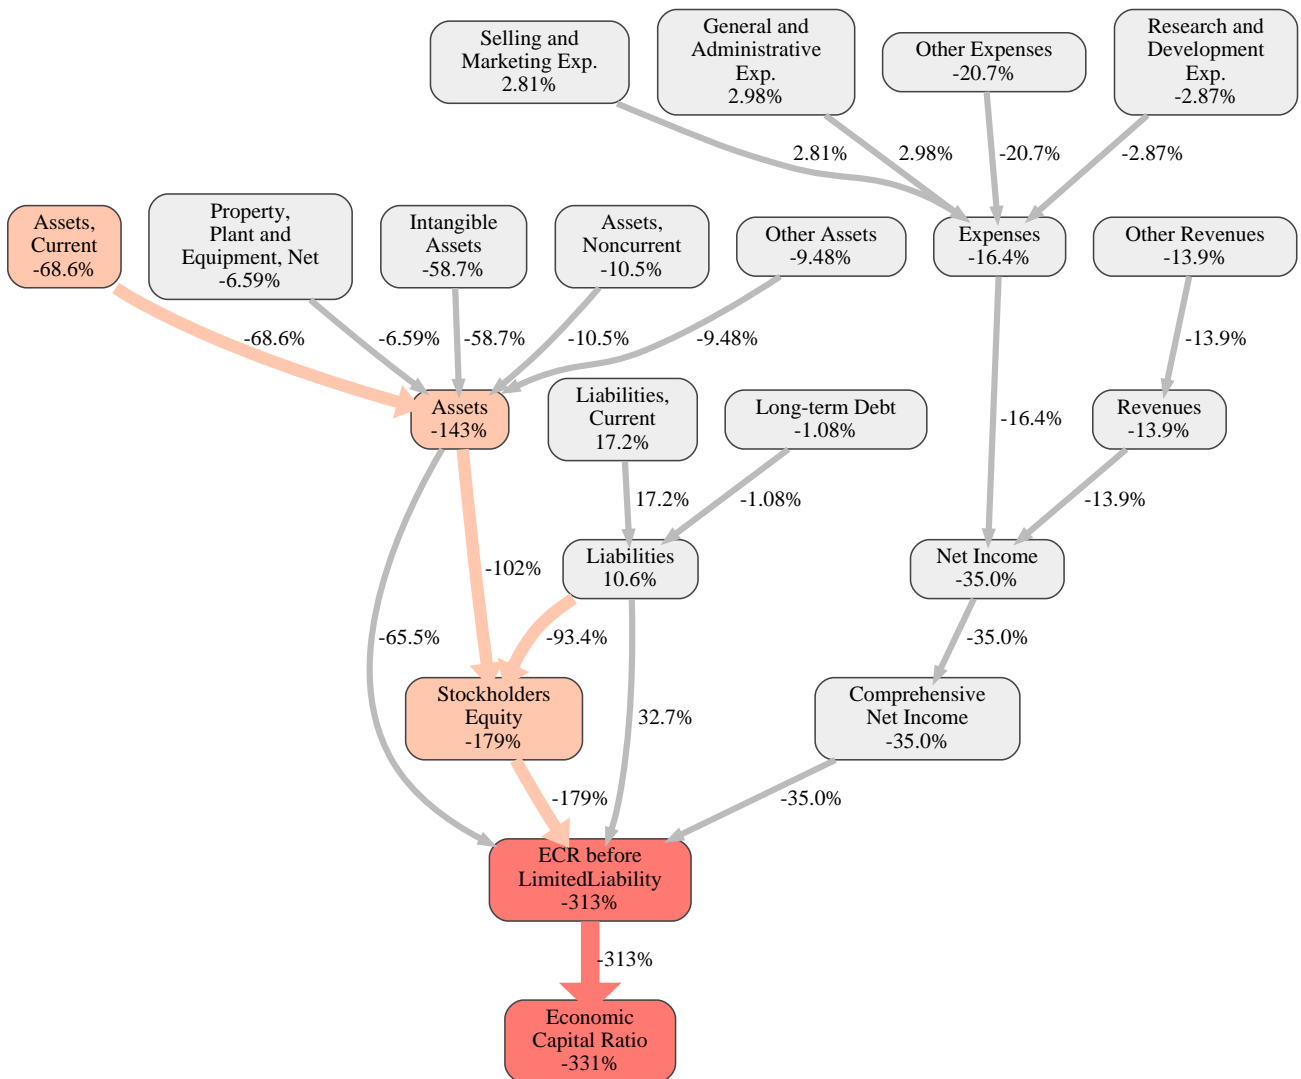 Selling and
Marketing Exp.
2.81%
General and
Administrative
Exp.
2.98%
Other Expenses
-20.7%
Research and
Development
Exp.
-2.87%
2.81%
2.98%
-20.7%
-2.87%
Assets,
Current
-68.6%
Property,
Plant and
Equipment, Net
-6.59%
Intangible
Assets
-58.7%
Assets,
Noncurrent
-10.5%
Other Assets
-9.48%
Expenses
-16.4%
Other Revenues
-13.9%
-68.6%
-6.59%
-58.7%
-10.5%
-9.48%
-13.9%
Assets
-143%
Liabilities,
Current
17.2%
Long-term Debt
-1.08%
-16.4%
Revenues
-13.9%
17.2%
-1.08%
-13.9%
-102%
Liabilities
10.6%
Net Income
-35.0%
-65.5%
-93.4%
-35.0%
Stockholders
Equity
-179%
32.7%
Comprehensive
Net Income
-35.0%
-179%
-35.0%
ECR before
LimitedLiability
-313%
-313%
Economic
Capital Ratio
-331%